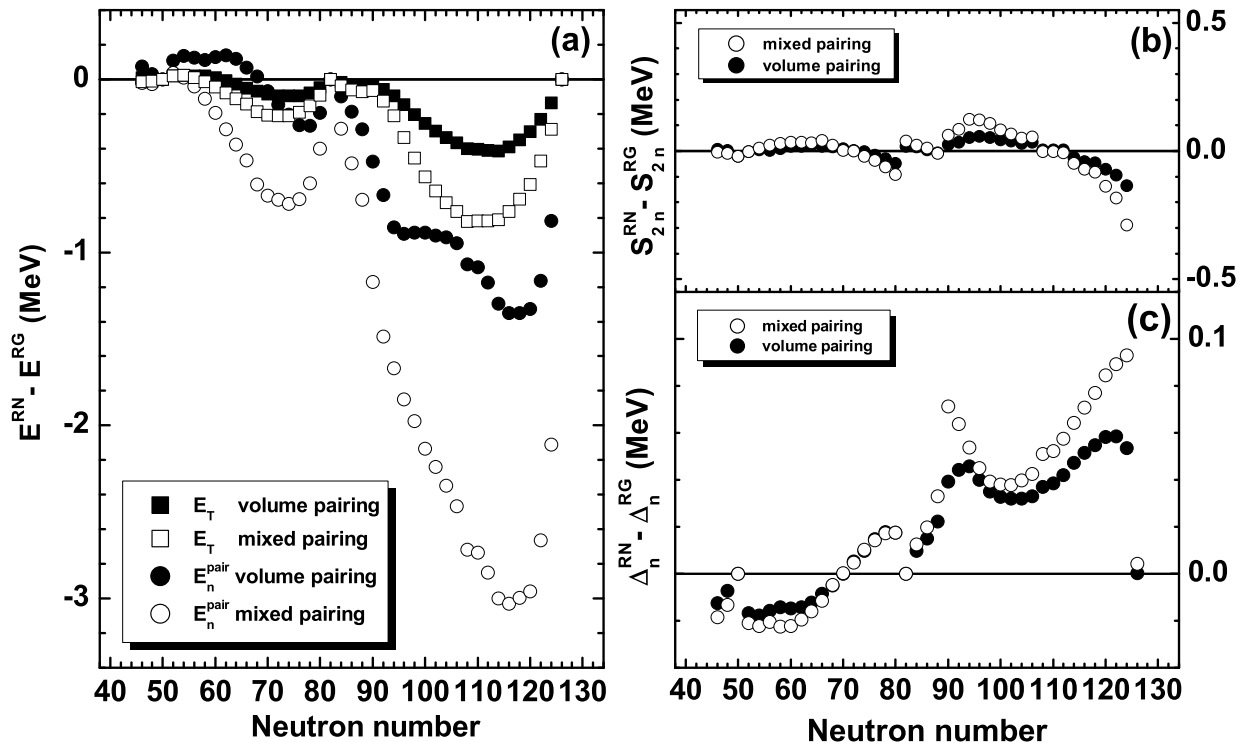 (a)
0
-1
-2
-3
E^RN - E^RG (MeV)
E_T volume pairing
E_T mixed pairing
E_n^pair volume pairing
E_n^pair mixed pairing
40 50 60 70 80 90 100 110 120 130
Neutron number
(b)
mixed pairing
volume pairing
0.5
0.0
-0.5
S_2n^RN - S_2n^RG (MeV)
(c)
mixed pairing
volume pairing
0.1
0.0
Δ_n^RN - Δ_n^RG (MeV)
40 50 60 70 80 90 100 110 120 130
Neutron number